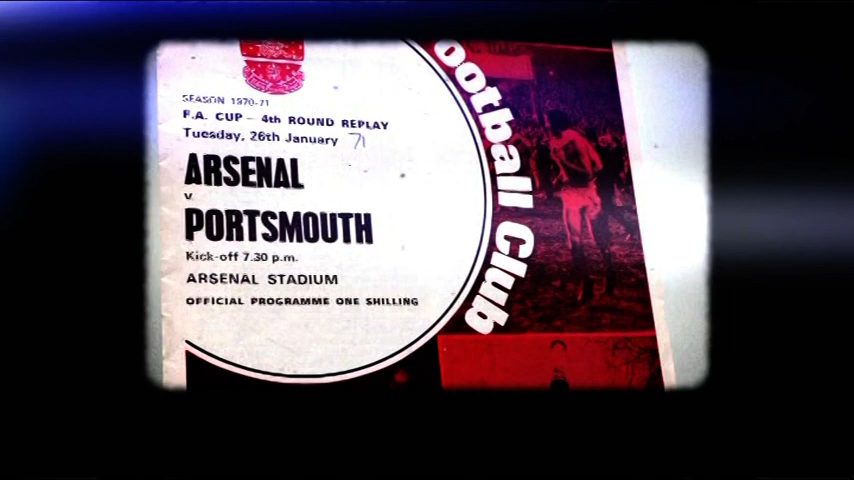 SEASON 1970-71
F.A. CUP - 4th ROUND REPLAY
Tuesday, 26th January 71
ARSENAL
v
PORTSMOUTH
Kick-off 7.30 p.m.
ARSENAL STADIUM
OFFICIAL PROGRAMME ONE SHILLING
ootball Club